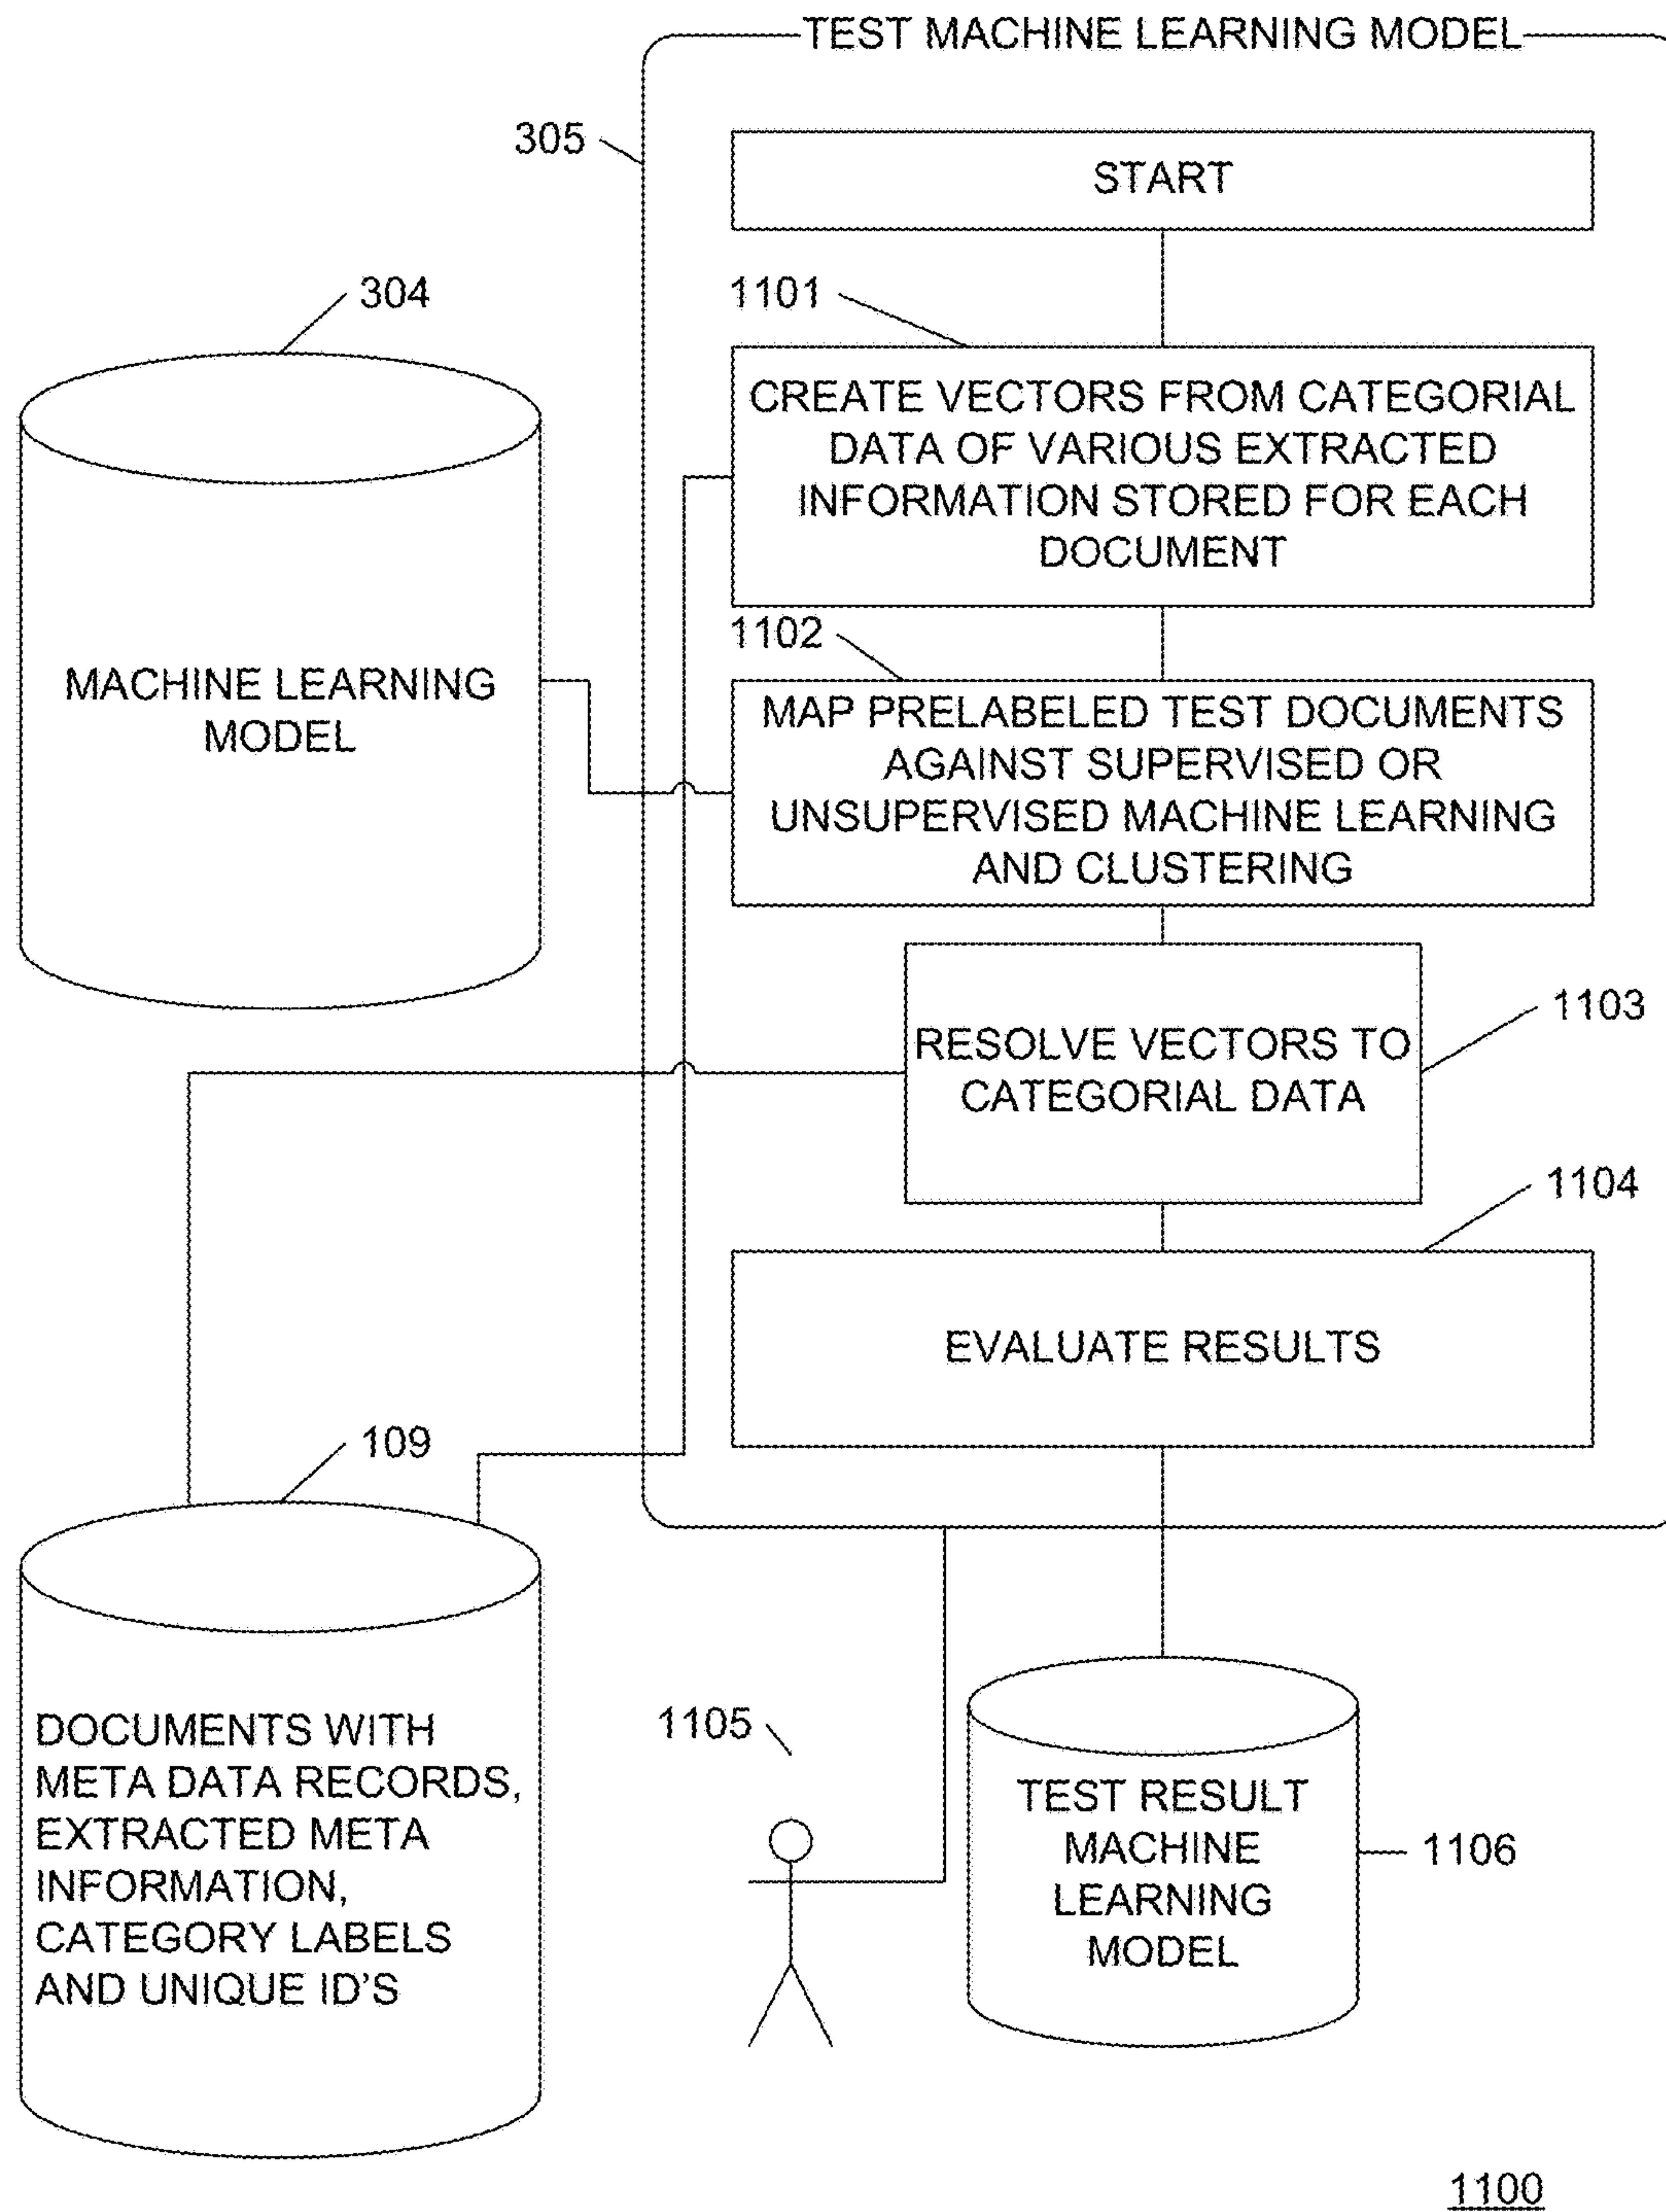 TEST MACHINE LEARNING MODEL
305
START
304
1101
CREATE VECTORS FROM CATEGORIAL
DATA OF VARIOUS EXTRACTED
INFORMATION STORED FOR EACH
DOCUMENT
1102
MACHINE LEARNING
MODEL
MAP PRELABELED TEST DOCUMENTS
AGAINST SUPERVISED OR
UNSUPERVISED MACHINE LEARNING
AND CLUSTERING
1103
RESOLVE VECTORS TO
CATEGORIAL DATA
1104
EVALUATE RESULTS
109
DOCUMENTS WITH
META DATA RECORDS,
EXTRACTED META
INFORMATION,
CATEGORY LABELS
AND UNIQUE ID'S
1105
TEST RESULT
MACHINE
LEARNING
MODEL
1106
1100